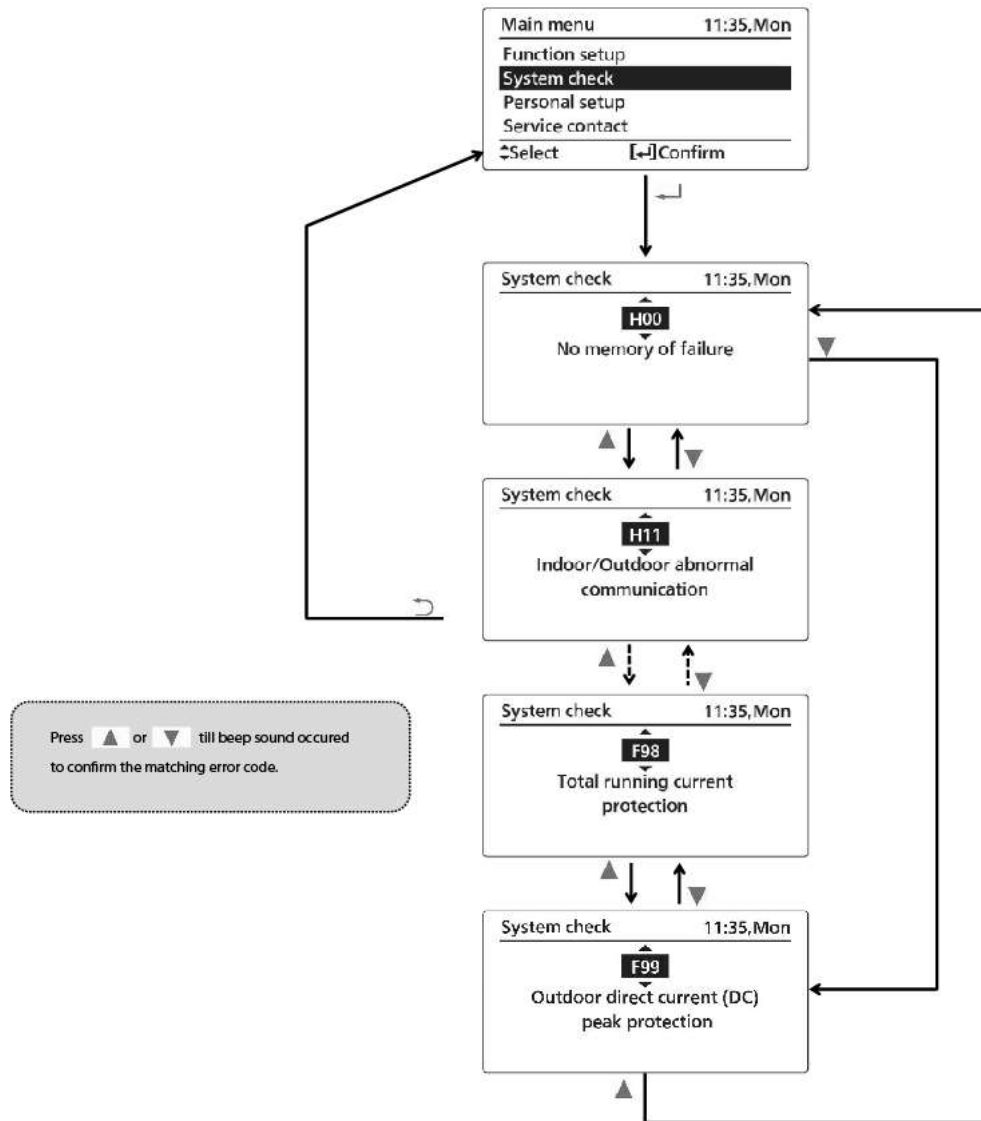 Main menu 11:35,Mon
Function setup
System check
Personal setup
Service contact
Select [↵]Confirm
System check 11:35,Mon
H00
No memory of failure
System check 11:35,Mon
H11
Indoor/Outdoor abnormal
communication
System check 11:35,Mon
F98
Total running current
protection
Press ▲ or ▼ till beep sound occured
to confirm the matching error code.
System check 11:35,Mon
F99
Outdoor direct current (DC)
peak protection